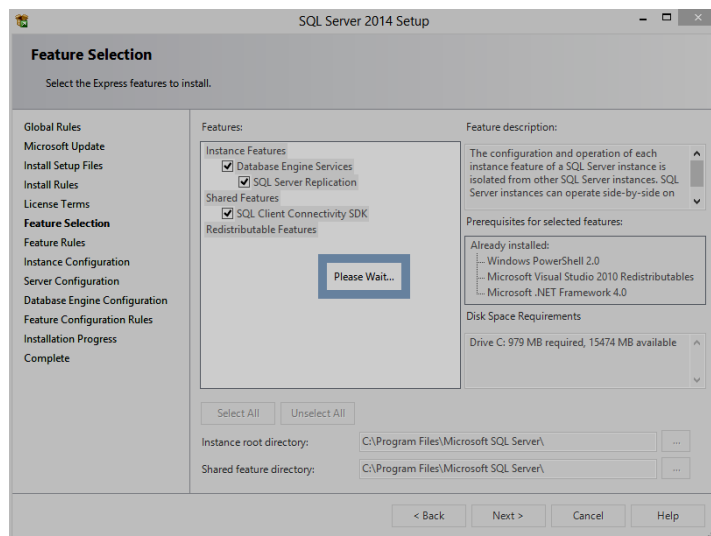 SQL Server 2014 Setup
Feature Selection
Select the Express features to install.
Global Rules
Microsoft Update
Install Setup Files
Install Rules
License Terms
Feature Selection
Feature Rules
Instance Configuration
Server Configuration
Database Engine Configuration
Feature Configuration Rules
Installation Progress
Complete
Features:
Instance Features
Database Engine Services
SQL Server Replication
Shared Features
SQL Client Connectivity SDK
Redistributable Features
Please Wait...
Feature description:
The configuration and operation of each
instance feature of a SQL Server instance is
isolated from other SQL Server instances. SQL
Server instances can operate side-by-side on
Prerequisites for selected features:
Already installed:
Windows PowerShell 2.0
Microsoft Visual Studio 2010 Redistributables
Microsoft .NET Framework 4.0
Disk Space Requirements
Drive C: 979 MB required, 15474 MB available
Select All
Unselect All
Instance root directory:
C:\Program Files\Microsoft SQL Server\
...
Shared feature directory:
C:\Program Files\Microsoft SQL Server\
...
< Back
Next >
Cancel
Help